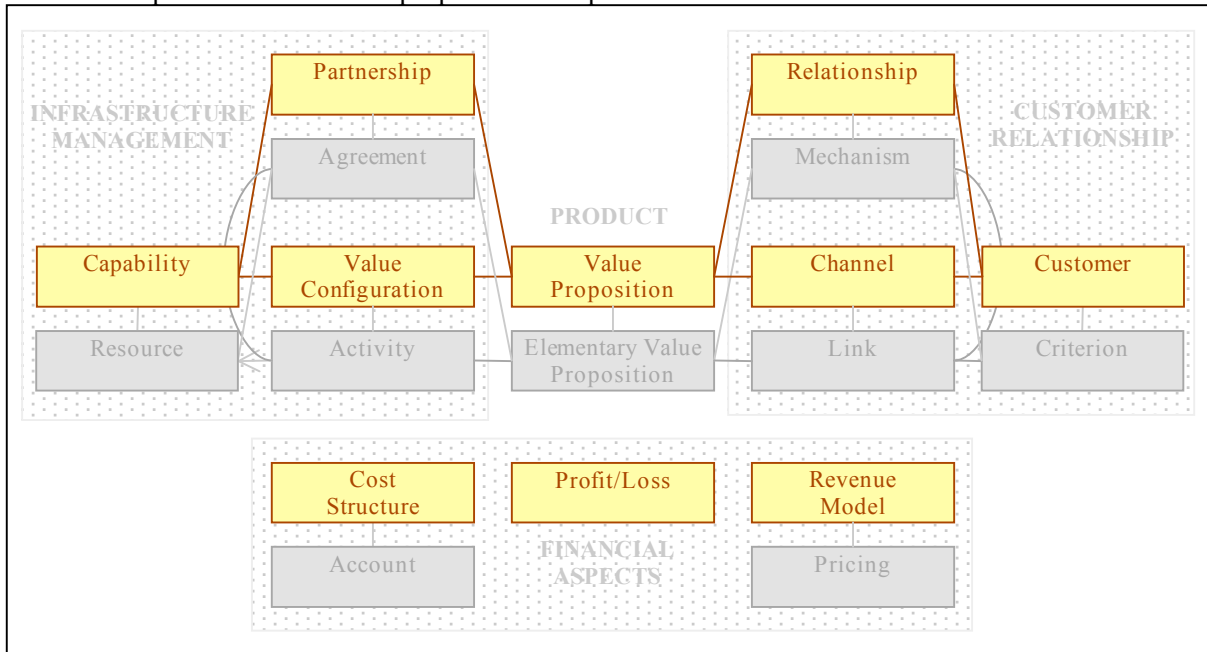 Partnership
Relationship
INFRASTRUCTURE
MANAGEMENT
CUSTOMER
RELATIONSHIP
Agreement
Mechanism
PRODUCT
Capability
Value
Configuration
Value
Proposition
Channel
Customer
Resource
Activity
Elementary Value
Proposition
Link
Criterion
Cost
Structure
Profit/Loss
Revenue
Model
Account
FINANCIAL
ASPECTS
Pricing